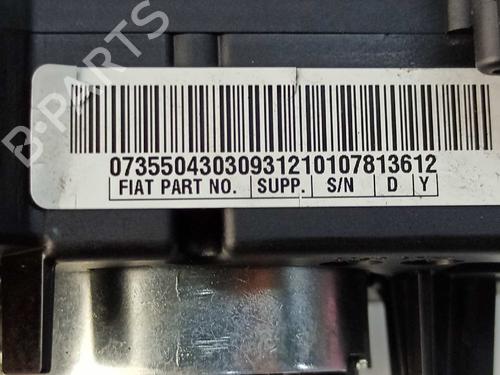 B-PARTS
07355043030931210107813612
FIAT PART NO. SUPP. S/N D Y